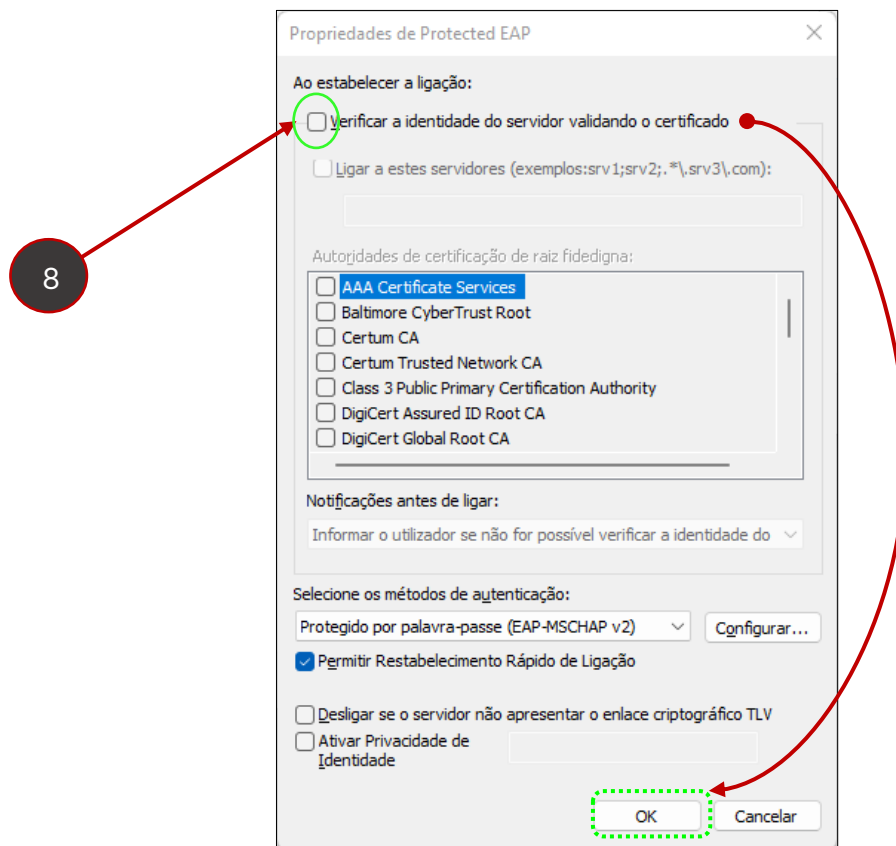 Propriedades de Protected EAP
Ao estabelecer a ligação:
Verificar a identidade do servidor validando o certificado
Ligar a estes servidores (exemplos:srv1;srv2;.*\.srv3\.com):
8
Autoridades de certificação de raiz fidedigna:
AAA Certificate Services
Baltimore CyberTrust Root
Certum CA
Certum Trusted Network CA
Class 3 Public Primary Certification Authority
DigiCert Assured ID Root CA
DigiCert Global Root CA
Notificações antes de ligar:
Informar o utilizador se não for possível verificar a identidade do
Selecione os métodos de autenticação:
Protegido por palavra-passe (EAP-MSCHAP v2)
Configurar...
Permitir Restabelecimento Rápido de Ligação
Desligar se o servidor não apresentar o enlace criptográfico TLV
Ativar Privacidade de
Identidade
OK
Cancelar